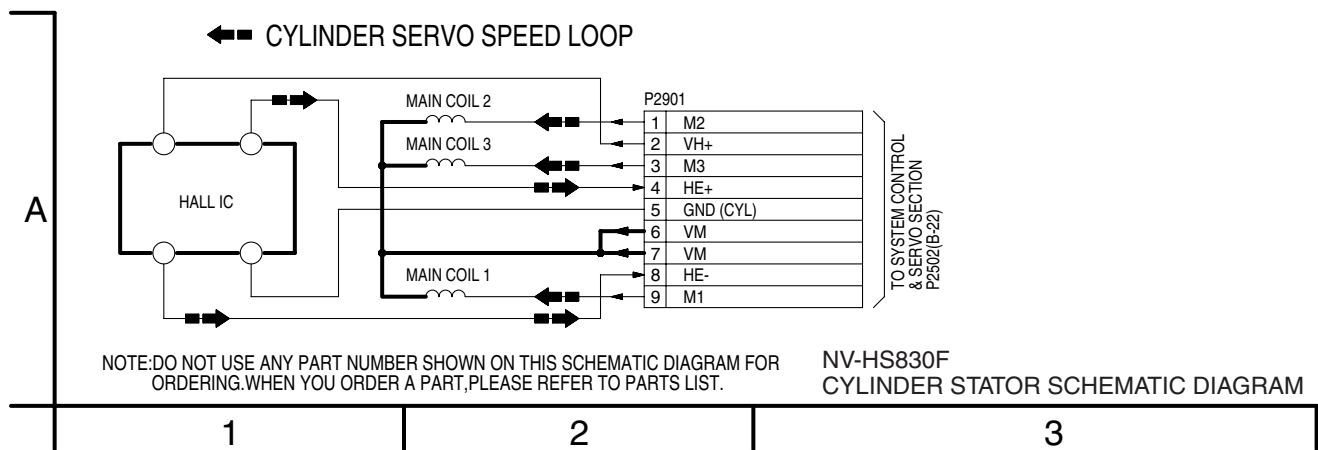 CYLINDER SERVO SPEED LOOP
P2901
MAIN COIL 2
1 M2
2 VH+
MAIN COIL 3
3 M3
4 HE+
HALL IC
5 GND (CYL)
6 VM
7 VM
MAIN COIL 1
8 HE-
9 M1
TO SYSTEM CONTROL
& SERVO SECTION
P2502(B-22)
A
NOTE:DO NOT USE ANY PART NUMBER SHOWN ON THIS SCHEMATIC DIAGRAM FOR
ORDERING.WHEN YOU ORDER A PART,PLEASE REFER TO PARTS LIST.
NV-HS830F
CYLINDER STATOR SCHEMATIC DIAGRAM
1 2 3